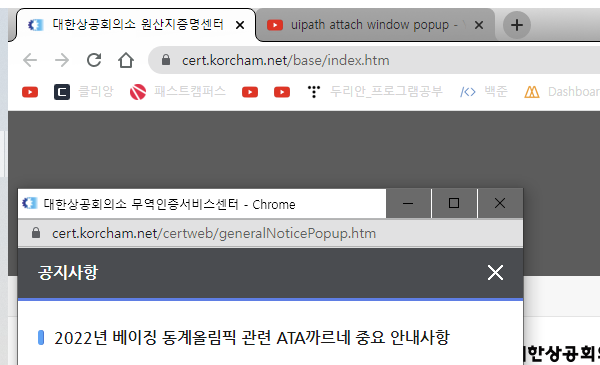 대한상공회의소 원산지증명센터
uipath attach window popup -
cert.korcham.net/base/index.htm
클리앙 패스트캠퍼스 두리안_프로그램공부 백준 Dashboar
대한상공회의소 무역인증서비스센터 - Chrome
cert.korcham.net/certweb/generalNoticePopup.htm
공지사항
2022년 베이징 동계올림픽 관련 ATA까르네 중요 안내사항
한상공회의